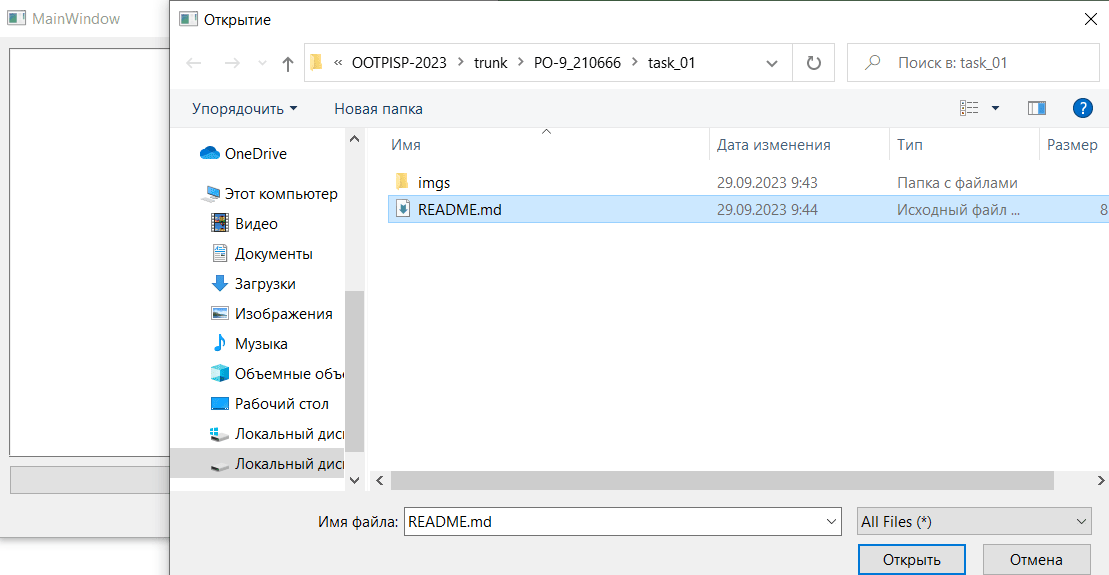 MainWindow
Открытие
« OOTPISP-2023 > trunk > PO-9_210666 > task_01
Поиск в: task_01
Упорядочить Новая папка
Имя Дата изменения Тип Размер
OneDrive
Этот компьютер
Видео
Документы
Загрузки
Изображения
Музыка
Объемные объе
Рабочий стол
Локальный дис
Локальный дис
imgs 29.09.2023 9:43 Папка с файлами
README.md 29.09.2023 9:44 Исходный файл ... 8
Имя файла: README.md All Files (*)
Открыть Отмена